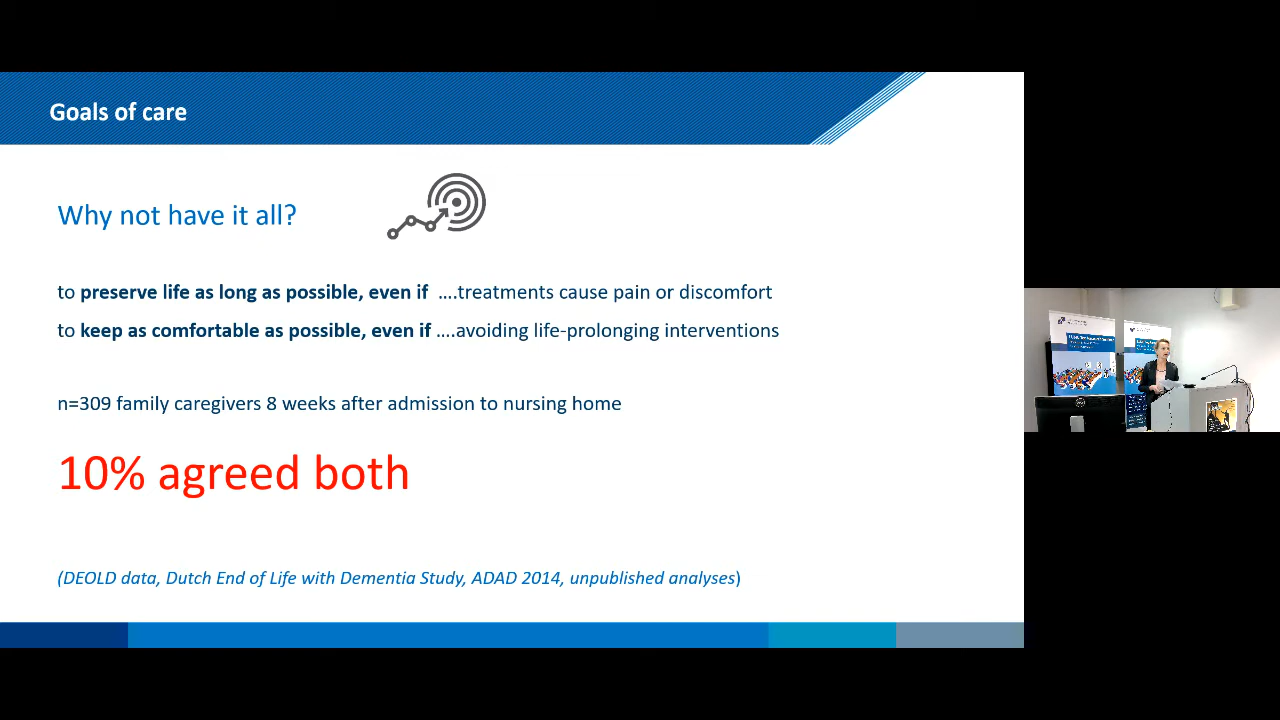 Goals of care
Why not have it all?
to preserve life as long as possible, even if ....treatments cause pain or discomfort
to keep as comfortable as possible, even if ....avoiding life-prolonging interventions
n=309 family caregivers 8 weeks after admission to nursing home
10% agreed both
(DEOLD data, Dutch End of Life with Dementia Study, ADAD 2014, unpublished analyses)